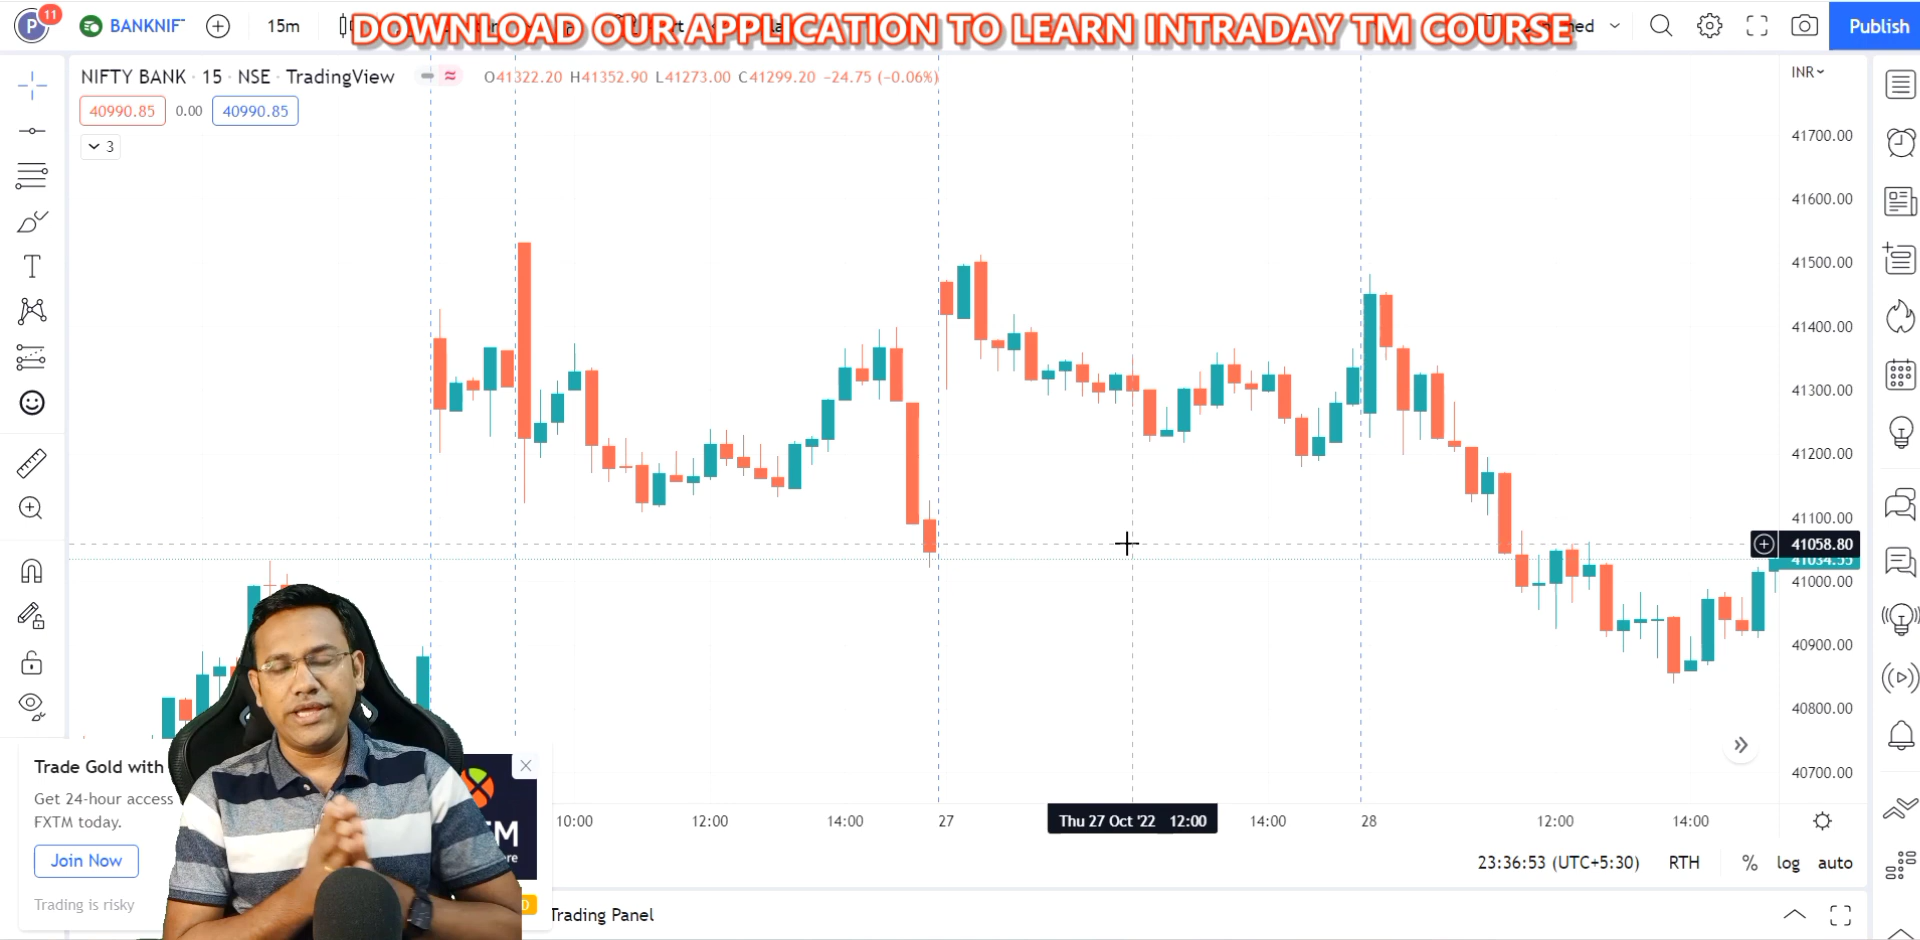 P
11
BANKNIF
15m
DOWNLOAD OUR APPLICATION TO LEARN INTRADAY TM COURSE
Publish
NIFTY BANK · 15 · NSE · TradingView
O41322.20 H41352.90 L41273.00 C41299.20 −24.75 (−0.06%)
INR
40990.85 0.00 40990.85
3
41700.00
41600.00
41500.00
41400.00
41300.00
41200.00
41100.00
41058.80
41034.55
41000.00
40900.00
40800.00
40700.00
Trade Gold with
Get 24-hour access
FXTM today.
Join Now
Trading is risky
10:00 12:00 14:00 27 Thu 27 Oct '22 12:00 14:00 28 12:00 14:00
23:36:53 (UTC+5:30) RTH % log auto
Trading Panel